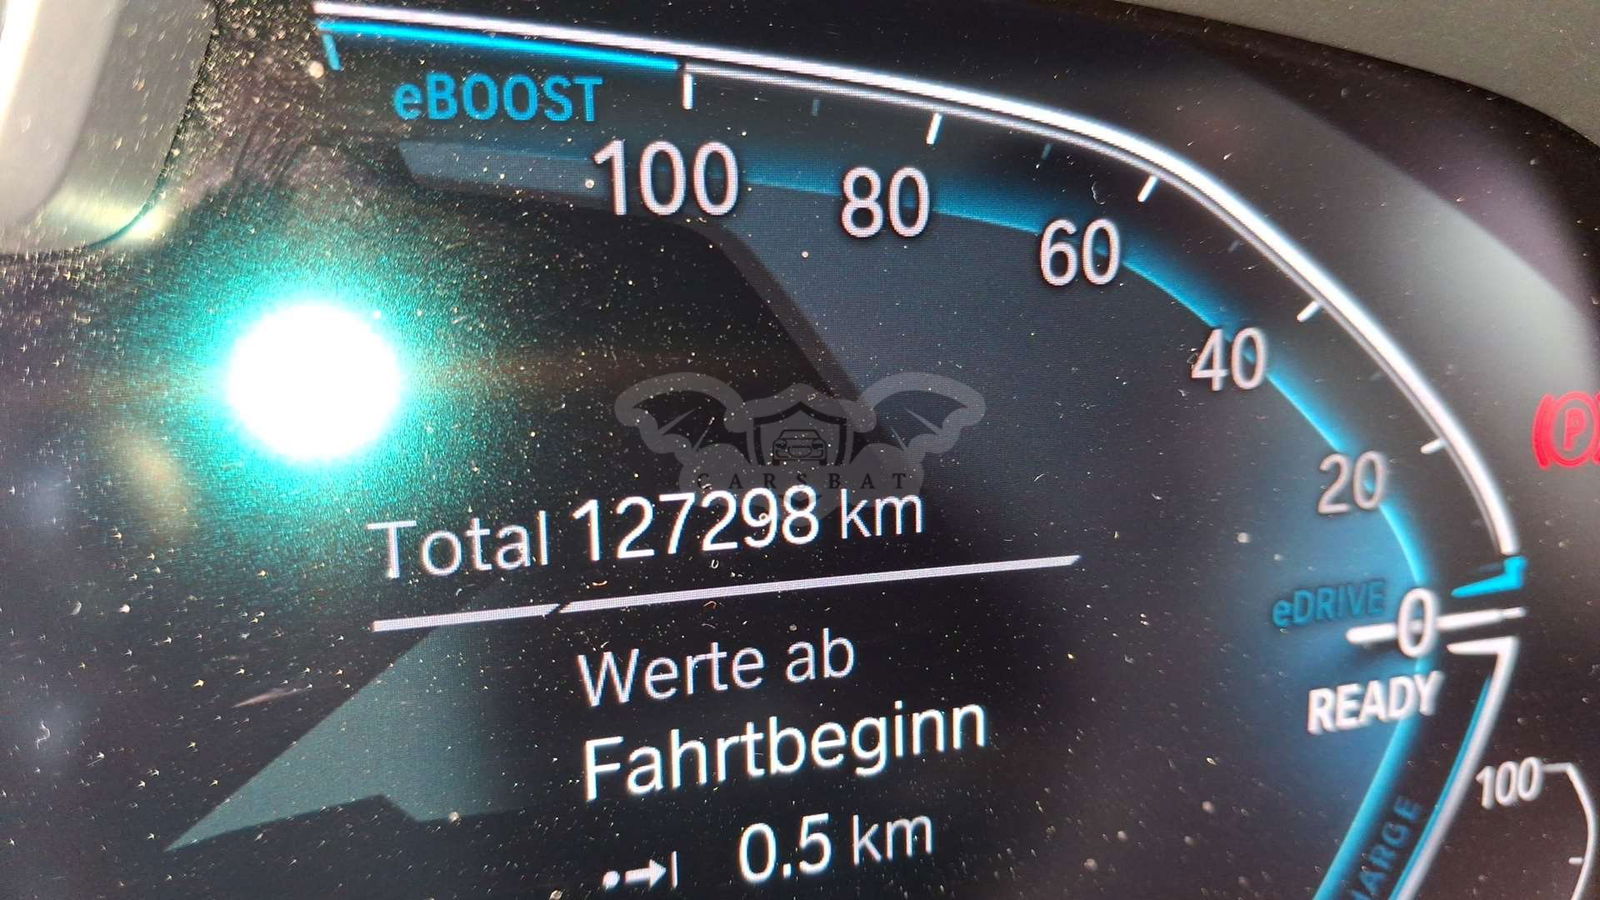 eBOOST
100
80
60
40
20
eDRIVE
0
READY
100
CARSBAT
Total 127298 km
Werte ab
Fahrtbeginn
0.5 km
P